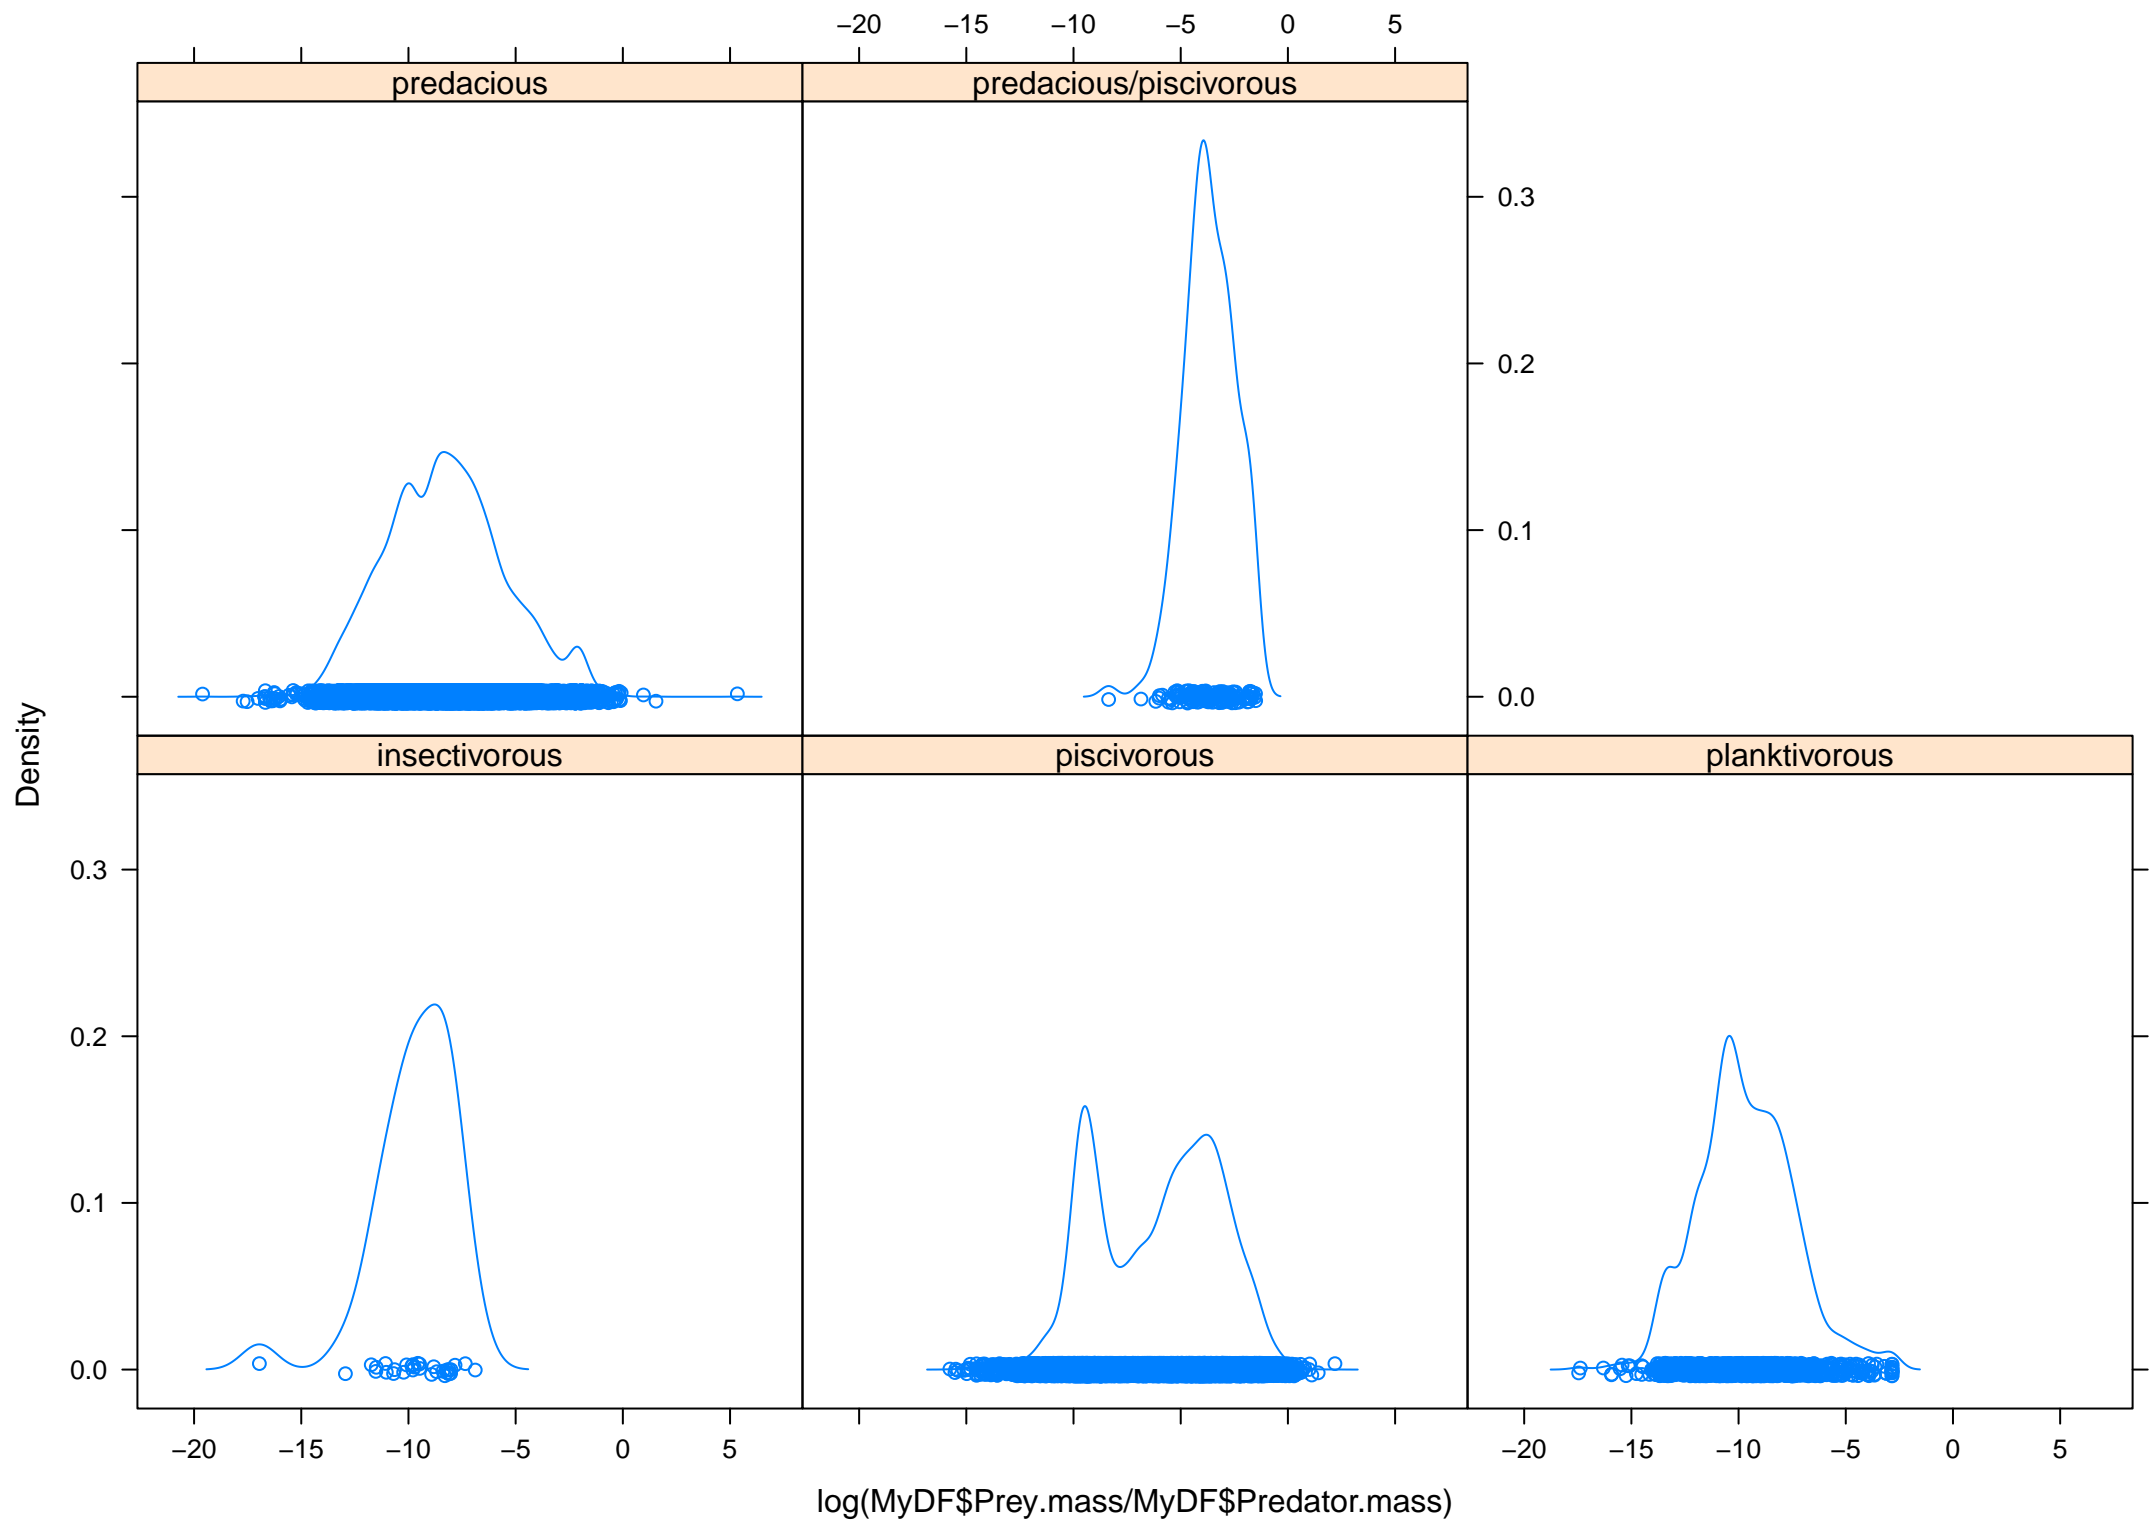 −20 −15 −10 −5 0 5
predacious predacious/piscivorous
0.3
0.2
0.1
0.0
Density
insectivorous piscivorous planktivorous
0.3
0.2
0.1
0.0
−20 −15 −10 −5 0 5 −20 −15 −10 −5 0 5
log(MyDF$Prey.mass/MyDF$Predator.mass)